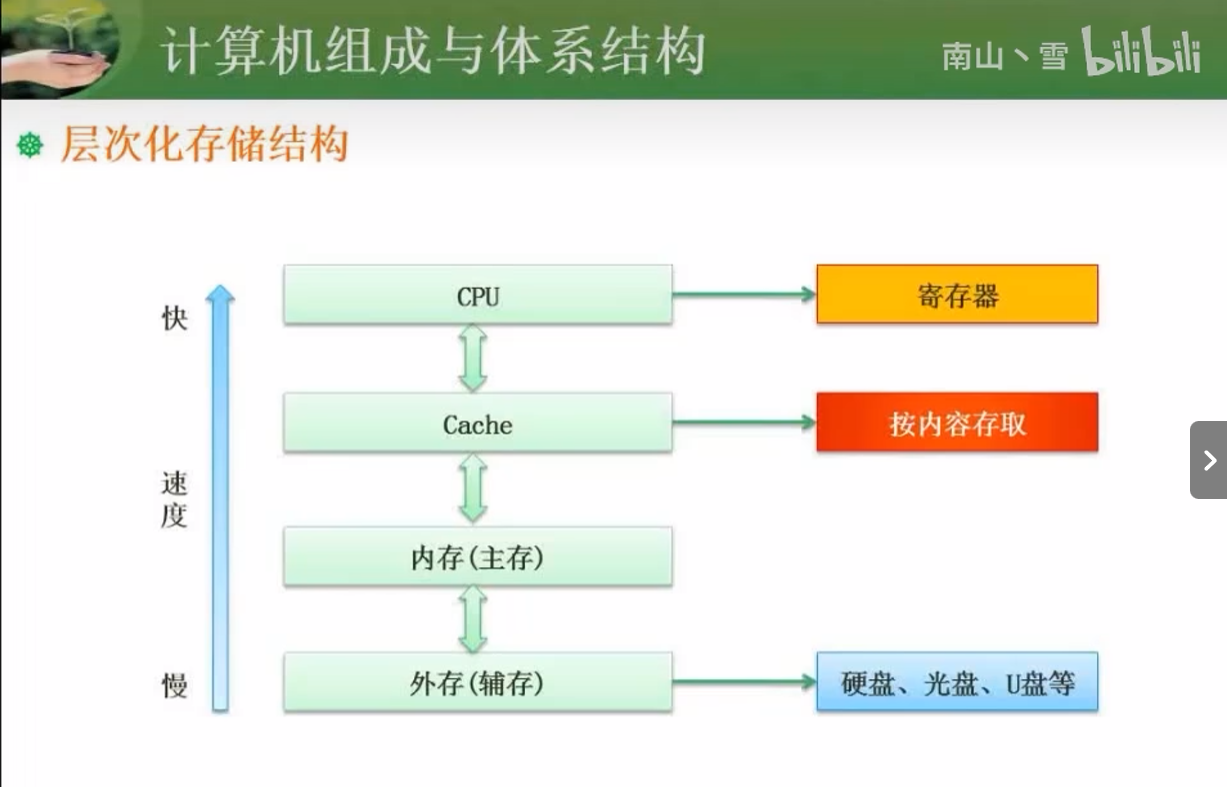 计算机组成与体系结构
南山丶雪 bilibili
层次化存储结构
快
CPU
寄存器
Cache
按内容存取
速
度
内存(主存)
慢
外存(辅存)
硬盘、光盘、U盘等